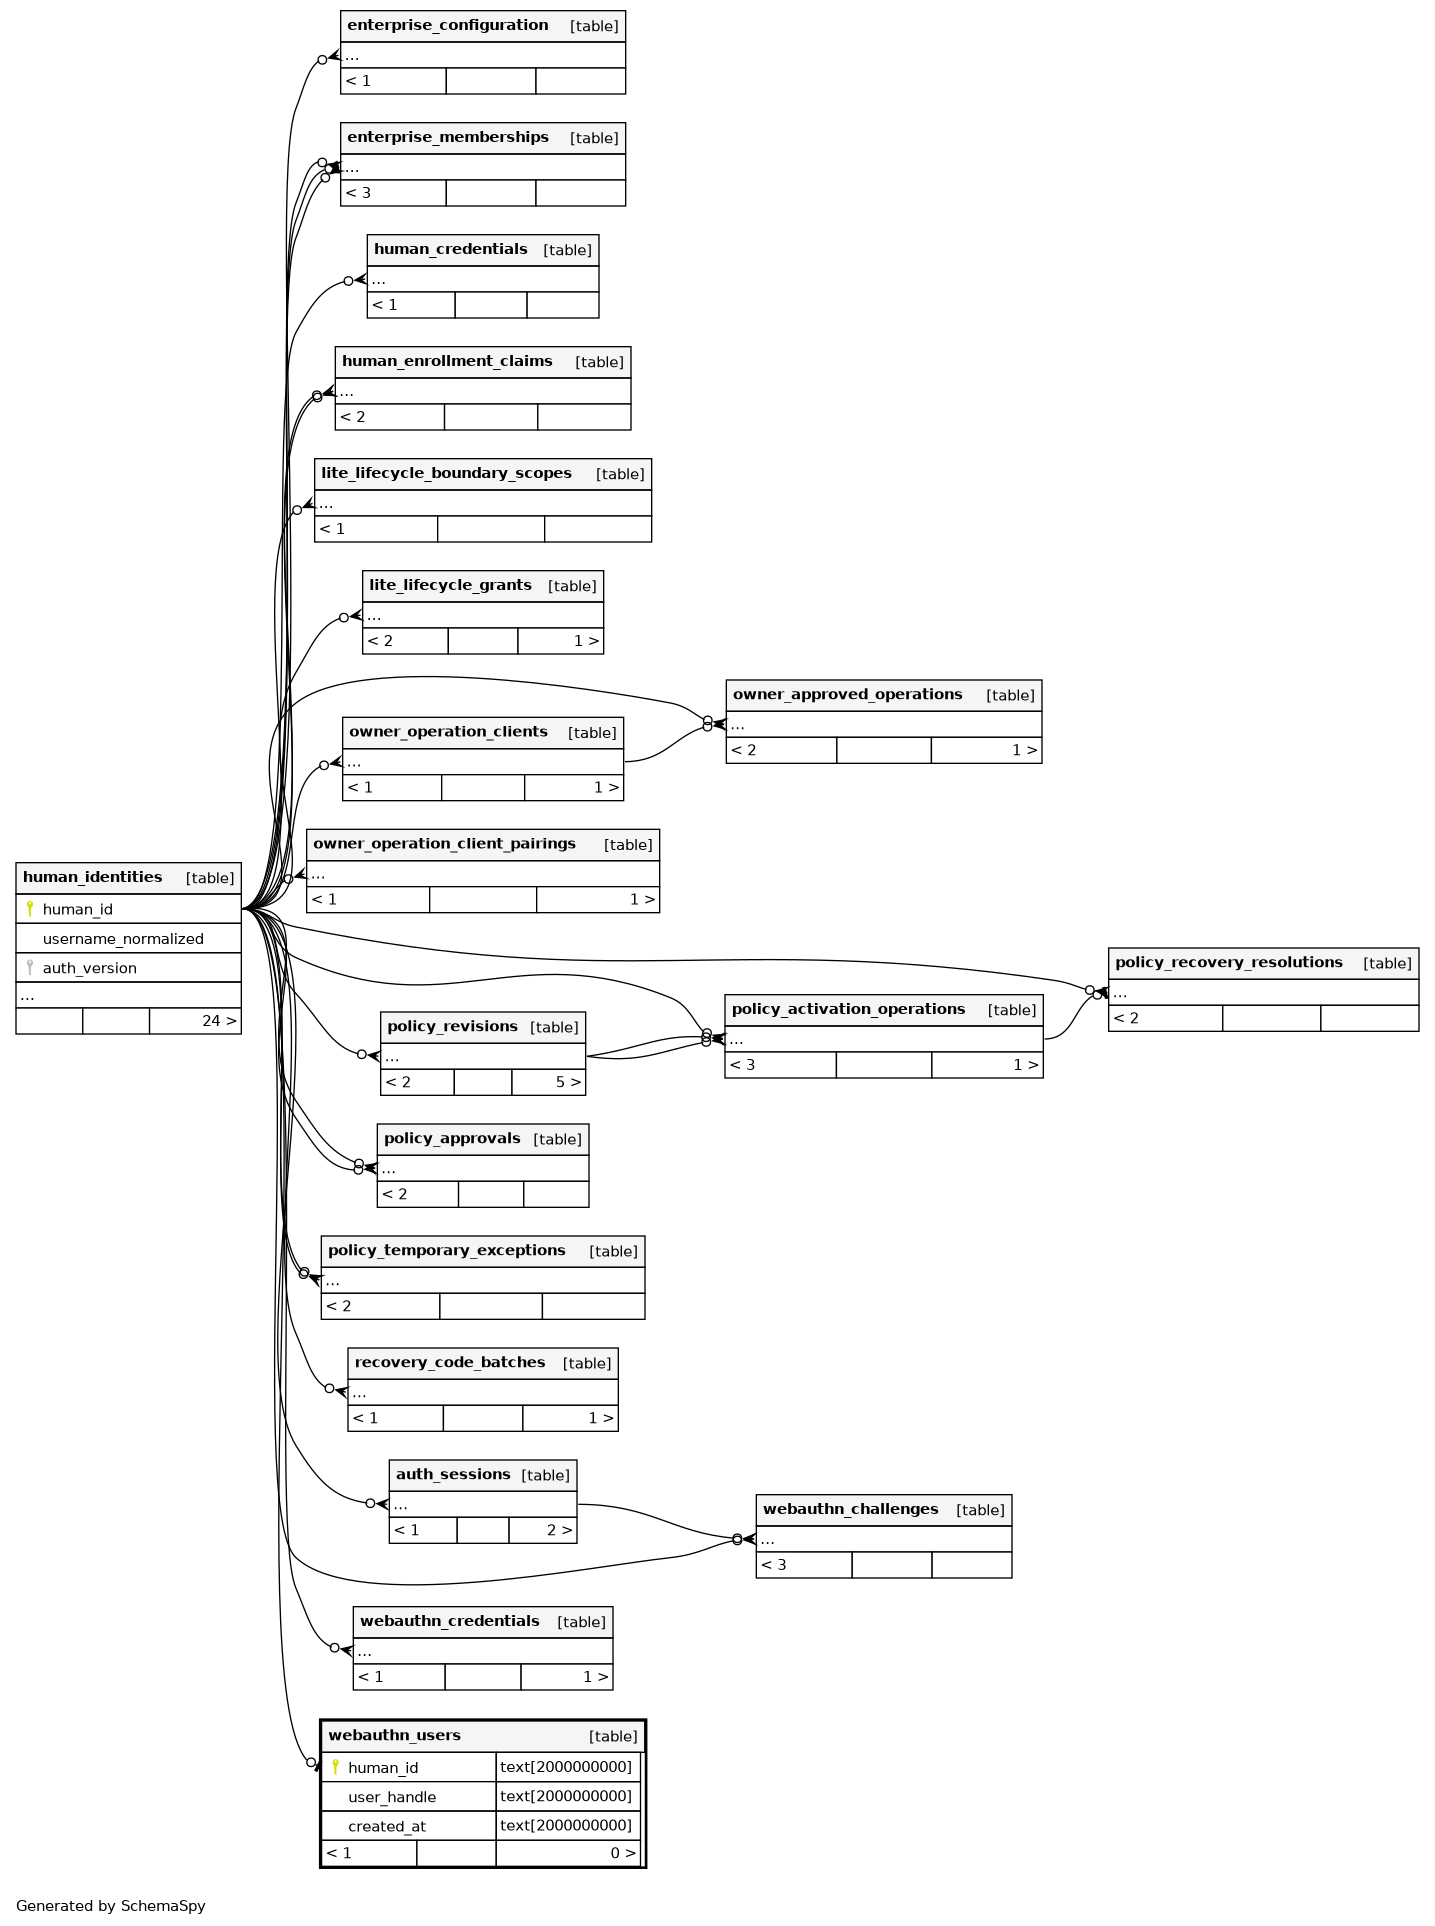 enterprise_configuration [table]
...
< 1
enterprise_memberships [table]
...
< 3
human_credentials [table]
...
< 1
human_enrollment_claims [table]
...
< 2
lite_lifecycle_boundary_scopes [table]
...
< 1
lite_lifecycle_grants [table]
...
< 2 1 >
owner_approved_operations [table]
...
< 2 1 >
owner_operation_clients [table]
...
< 1 1 >
owner_operation_client_pairings [table]
...
< 1 1 >
human_identities [table]
human_id
username_normalized
auth_version
...
24 >
policy_recovery_resolutions [table]
...
< 2
policy_activation_operations [table]
...
< 3 1 >
policy_revisions [table]
...
< 2 5 >
policy_approvals [table]
...
< 2
policy_temporary_exceptions [table]
...
< 2
recovery_code_batches [table]
...
< 1 1 >
auth_sessions [table]
...
< 1 2 >
webauthn_challenges [table]
...
< 3
webauthn_credentials [table]
...
< 1 1 >
webauthn_users [table]
human_id text[2000000000]
user_handle text[2000000000]
created_at text[2000000000]
< 1 0 >
Generated by SchemaSpy